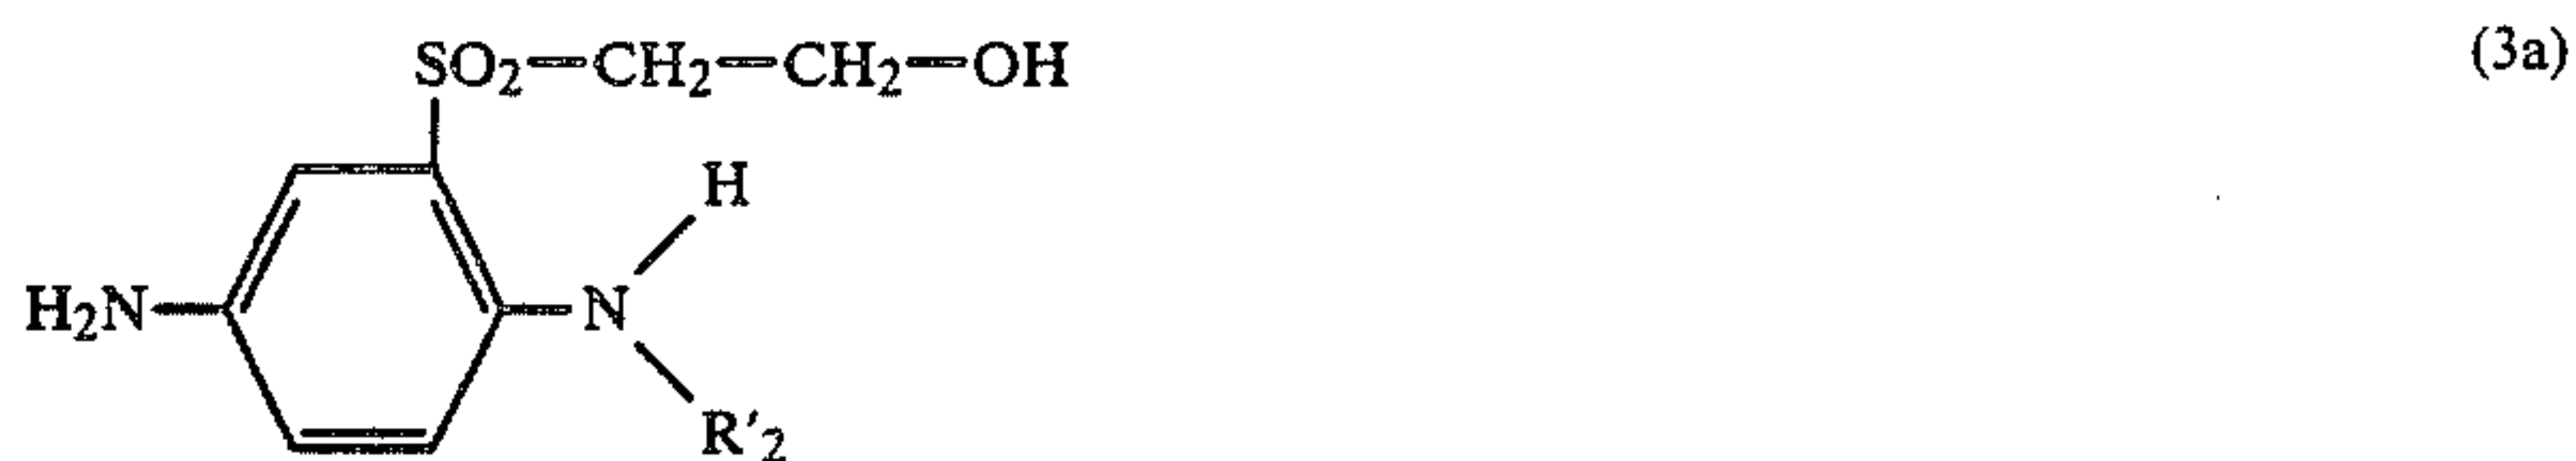 SO₂—CH₂—CH₂—OH (3a)
H
H₂N N
R'₂